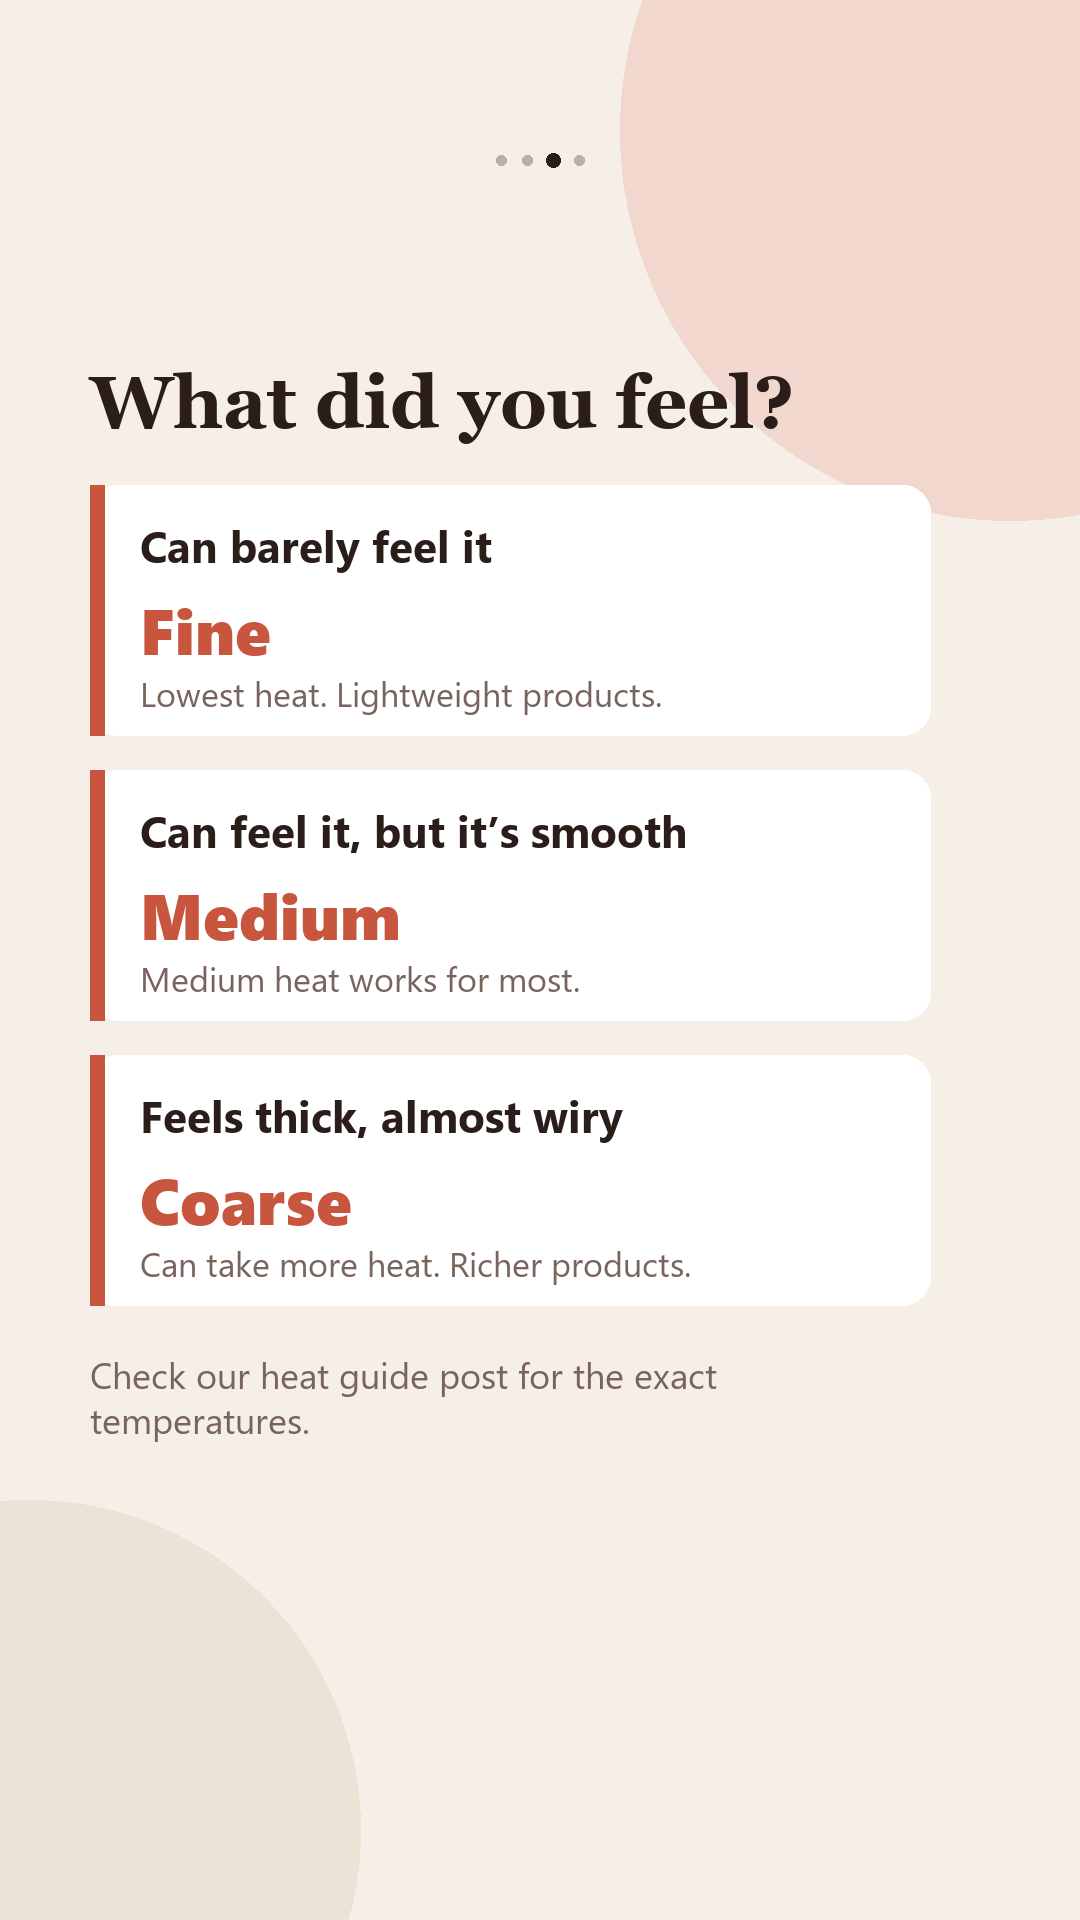 What did you feel?
Can barely feel it
Fine
Lowest heat. Lightweight products.
Can feel it, but it’s smooth
Medium
Medium heat works for most.
Feels thick, almost wiry
Coarse
Can take more heat. Richer products.
Check our heat guide post for the exact
temperatures.